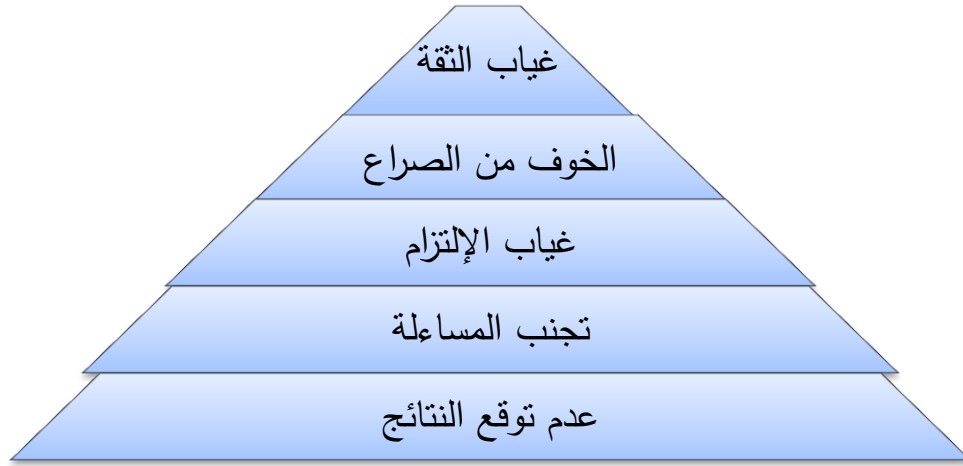 غياب الثقة
الخوف من الصراع
غياب الإلتزام
تجنب المساءلة
عدم توقع النتائج